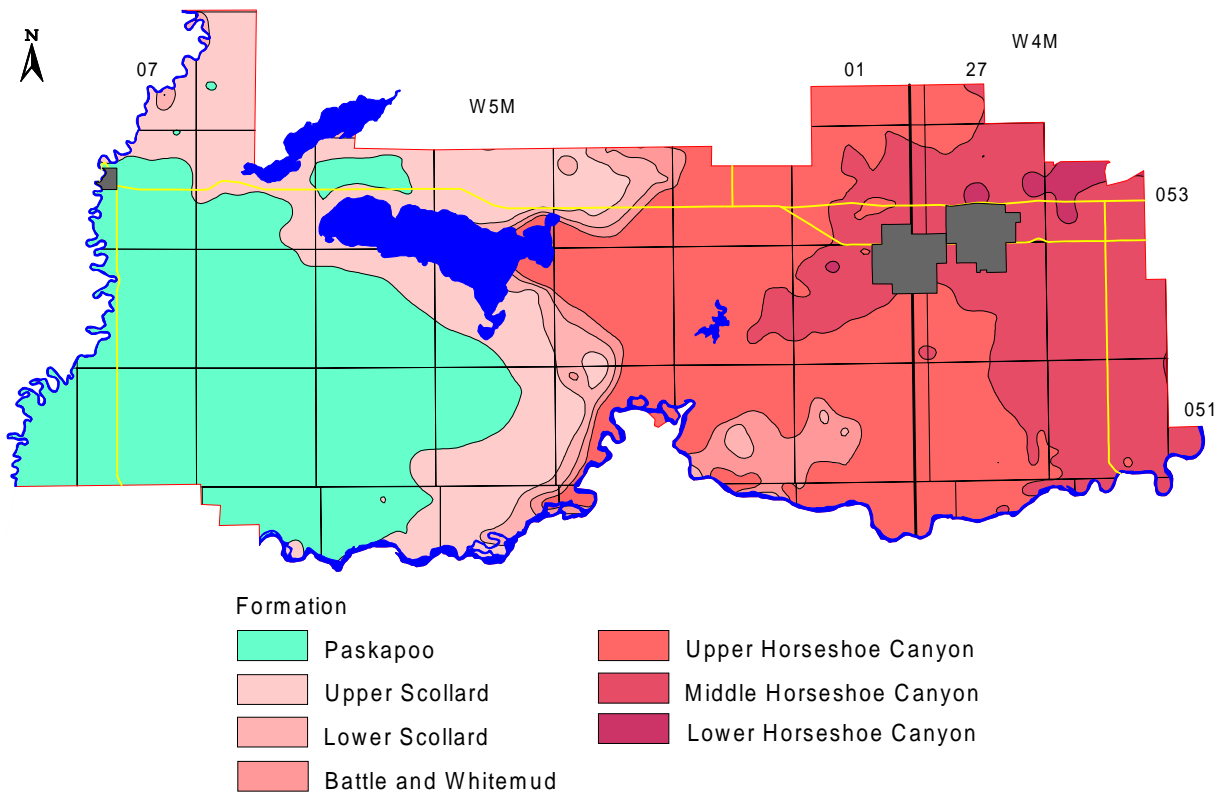 N
W4M
07
01
27
W5M
053
051
Formation
Paskapoo
Upper Scollard
Lower Scollard
Battle and Whitemud
Upper Horseshoe Canyon
Middle Horseshoe Canyon
Lower Horseshoe Canyon